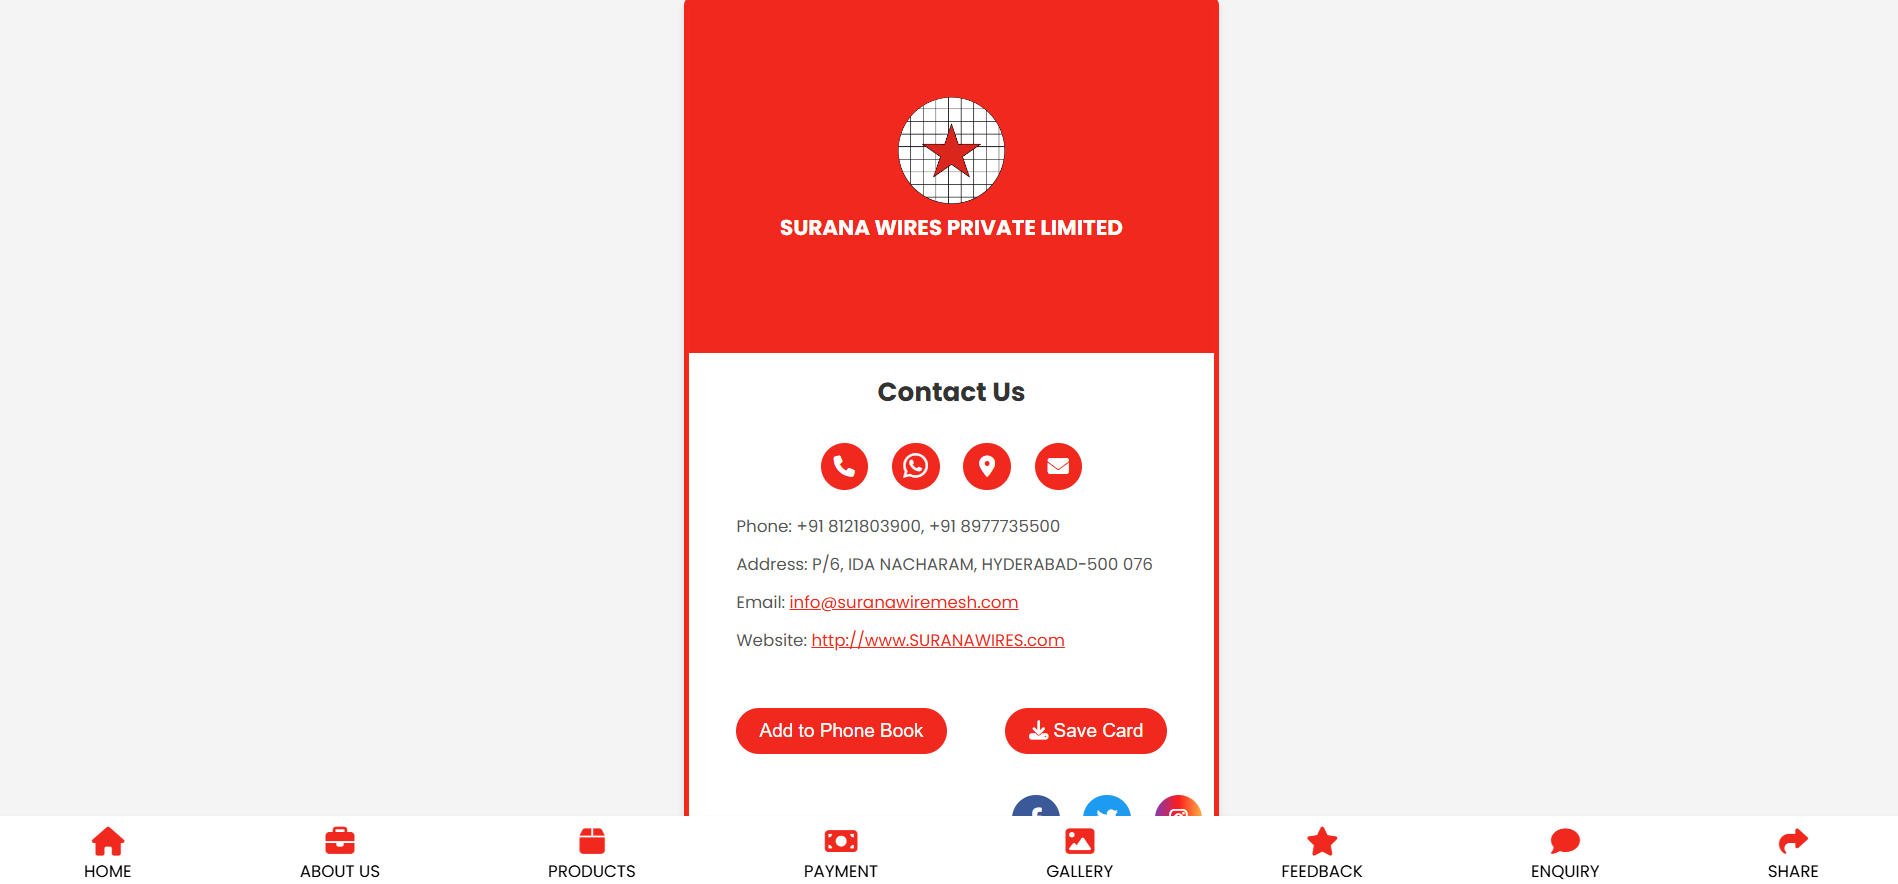 SURANA WIRES PRIVATE LIMITED
Contact Us
Phone: +91 8121803900, +91 8977735500
Address: P/6, IDA NACHARAM, HYDERABAD-500 076
Email: info@suranawiremesh.com
Website: http://www.SURANAWIRES.com
Add to Phone Book
Save Card
HOME
ABOUT US
PRODUCTS
PAYMENT
GALLERY
FEEDBACK
ENQUIRY
SHARE